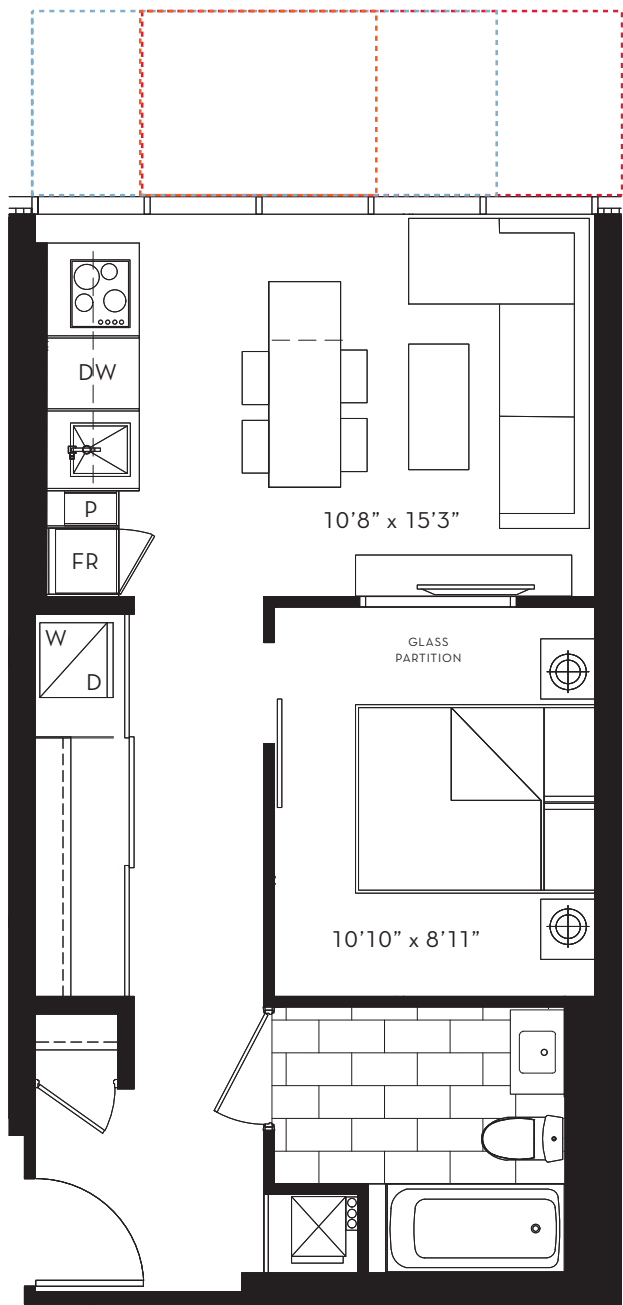 DW
P
10’8” x 15’3”
FR
W
D
GLASS
PARTITION
10’10” x 8’11”